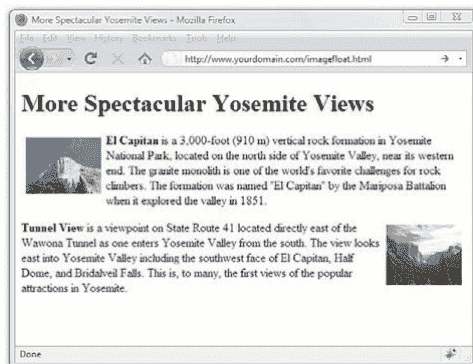 More Spectacular Yosemite Views - Mozilla Firefox
File Edit View History Bookmarks Tools Help
http://www.yourdomain.com/imagefloat.html
More Spectacular Yosemite Views
El Capitan is a 3,000-foot (910 m) vertical rock formation in Yosemite
National Park, located on the north side of Yosemite Valley, near its western
end. The granite monolith is one of the world's favorite challenges for rock
climbers. The formation was named "El Capitan" by the Mariposa Battalion
when it explored the valley in 1851.
Tunnel View is a viewpoint on State Route 41 located directly east of the
Wawona Tunnel as one enters Yosemite Valley from the south. The view looks
east into Yosemite Valley including the southwest face of El Capitan, Half
Dome, and Bridalveil Falls. This is, to many, the first views of the popular
attractions in Yosemite.
Done